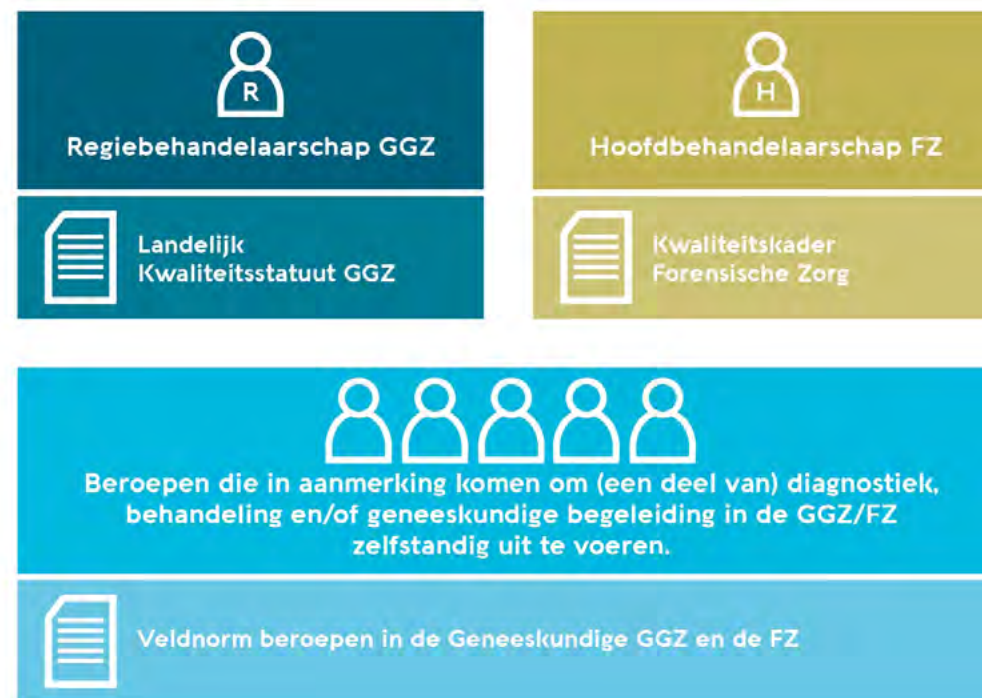 R
Regiebehandelaarschap GGZ
Landelijk
Kwaliteitsstatuut GGZ
H
Hoofdbehandelaarschap FZ
Kwaliteitskader
Forensische Zorg
Beroepen die in aanmerking komen om (een deel van) diagnostiek,
behandeling en/of geneeskundige begeleiding in de GGZ/FZ
zelfstandig uit te voeren.
Veldnorm beroepen in de Geneeskundige GGZ en de FZ